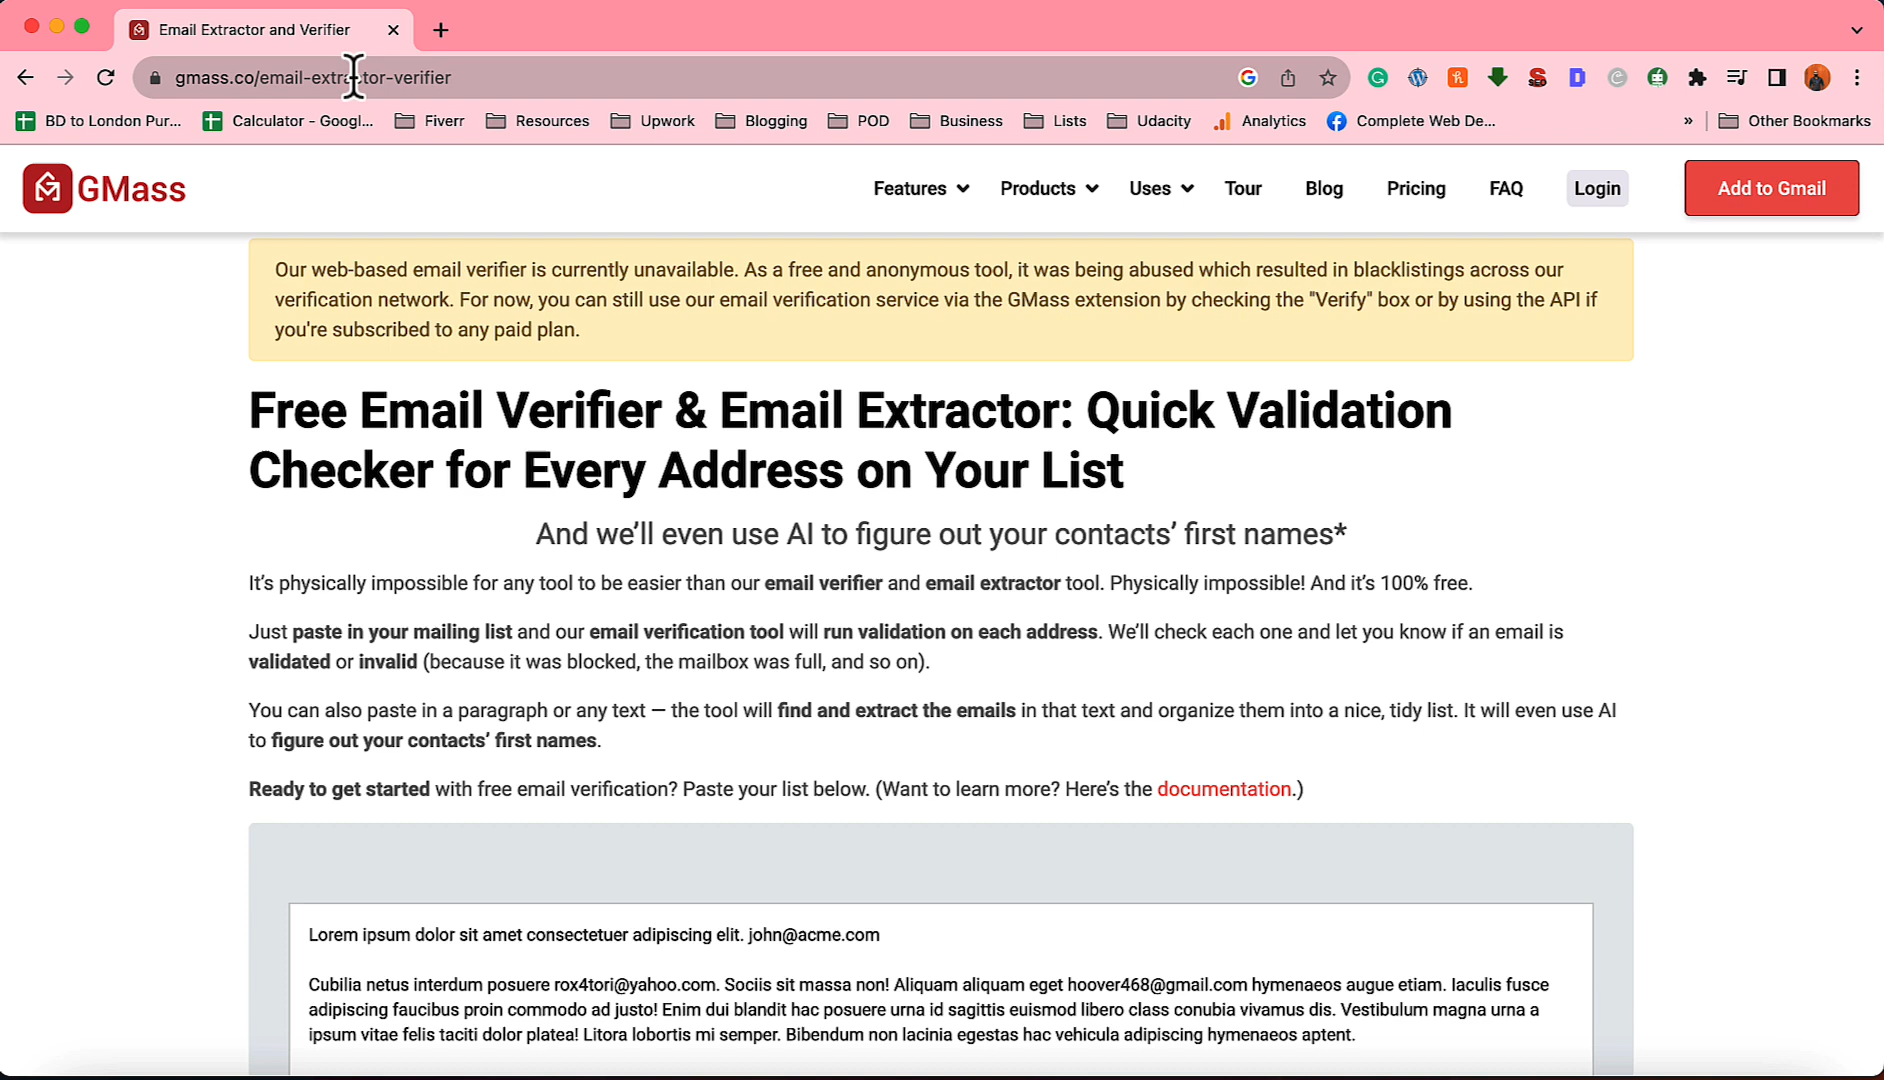 Email Extractor and Verifier
gmass.co/email-extractor-verifier
BD to London Pur...
Calculator - Googl...
Fiverr
Resources
Upwork
Blogging
POD
Business
Lists
Udacity
Analytics
Complete Web De...
»
Other Bookmarks
GMass
Features
Products
Uses
Tour
Blog
Pricing
FAQ
Login
Add to Gmail
Our web-based email verifier is currently unavailable. As a free and anonymous tool, it was being abused which resulted in blacklistings across our
verification network. For now, you can still use our email verification service via the GMass extension by checking the "Verify" box or by using the API if
you're subscribed to any paid plan.
Free Email Verifier & Email Extractor: Quick Validation
Checker for Every Address on Your List
And we’ll even use AI to figure out your contacts’ first names*
It’s physically impossible for any tool to be easier than our email verifier and email extractor tool. Physically impossible! And it’s 100% free.
Just paste in your mailing list and our email verification tool will run validation on each address. We’ll check each one and let you know if an email is
validated or invalid (because it was blocked, the mailbox was full, and so on).
You can also paste in a paragraph or any text — the tool will find and extract the emails in that text and organize them into a nice, tidy list. It will even use AI
to figure out your contacts’ first names.
Ready to get started with free email verification? Paste your list below. (Want to learn more? Here’s the documentation.)
Lorem ipsum dolor sit amet consectetuer adipiscing elit. john@acme.com
Cubilia netus interdum posuere rox4tori@yahoo.com. Sociis sit massa non! Aliquam aliquam eget hoover468@gmail.com hymenaeos augue etiam. Iaculis fusce
adipiscing faucibus proin commodo ad justo! Enim dui blandit hac posuere urna id sagittis euismod libero class conubia vivamus dis. Vestibulum magna urna a
ipsum vitae felis taciti dolor platea! Litora lobortis mi semper. Bibendum non lacinia egestas hac vehicula adipiscing hymenaeos aptent.